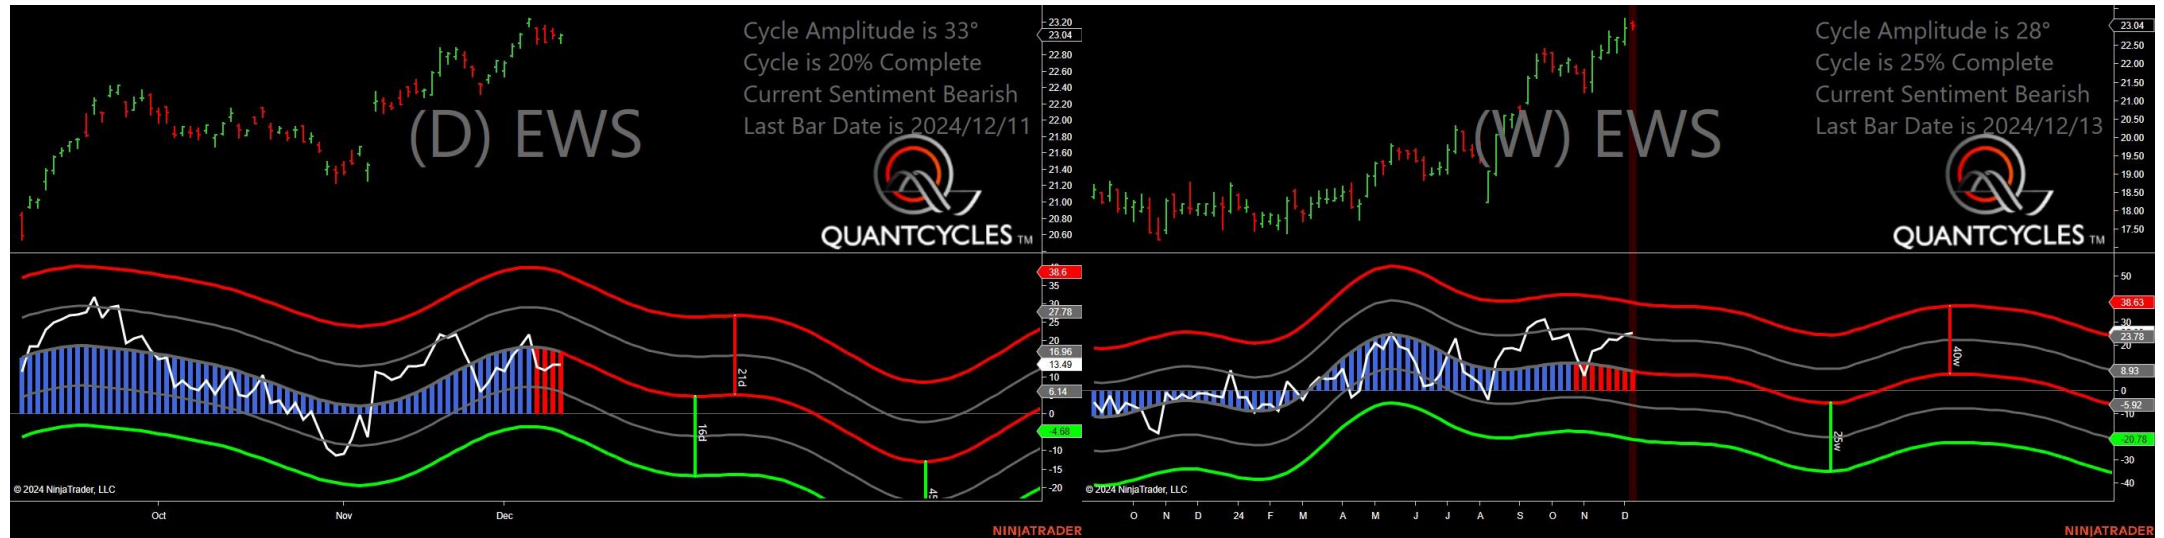 Cycle Amplitude is 33°
Cycle is 20% Complete
Current Sentiment Bearish
Last Bar Date is 2024/12/11
(D) EWS
QUANTCYCLES TM
23.20
23.04
22.80
22.60
22.40
22.20
22.00
21.80
21.60
21.40
21.20
21.00
20.80
20.60
38.6
35
30
27.78
25
20
16.96
13.49
10
6.14
0
-4.68
-10
-15
-20
21d
16d
© 2024 NinjaTrader, LLC
Oct Nov Dec
NINJATRADER
Cycle Amplitude is 28°
Cycle is 25% Complete
Current Sentiment Bearish
Last Bar Date is 2024/12/13
(W) EWS
QUANTCYCLES TM
23.04
22.50
22.00
21.50
21.00
20.50
20.00
19.50
19.00
18.50
18.00
17.50
50
38.63
30
23.78
20
8.93
0
-5.92
-10
-20.78
-30
-40
40w
25w
© 2024 NinjaTrader, LLC
O N D 24 F M A M J J A S O N D
NINJATRADER